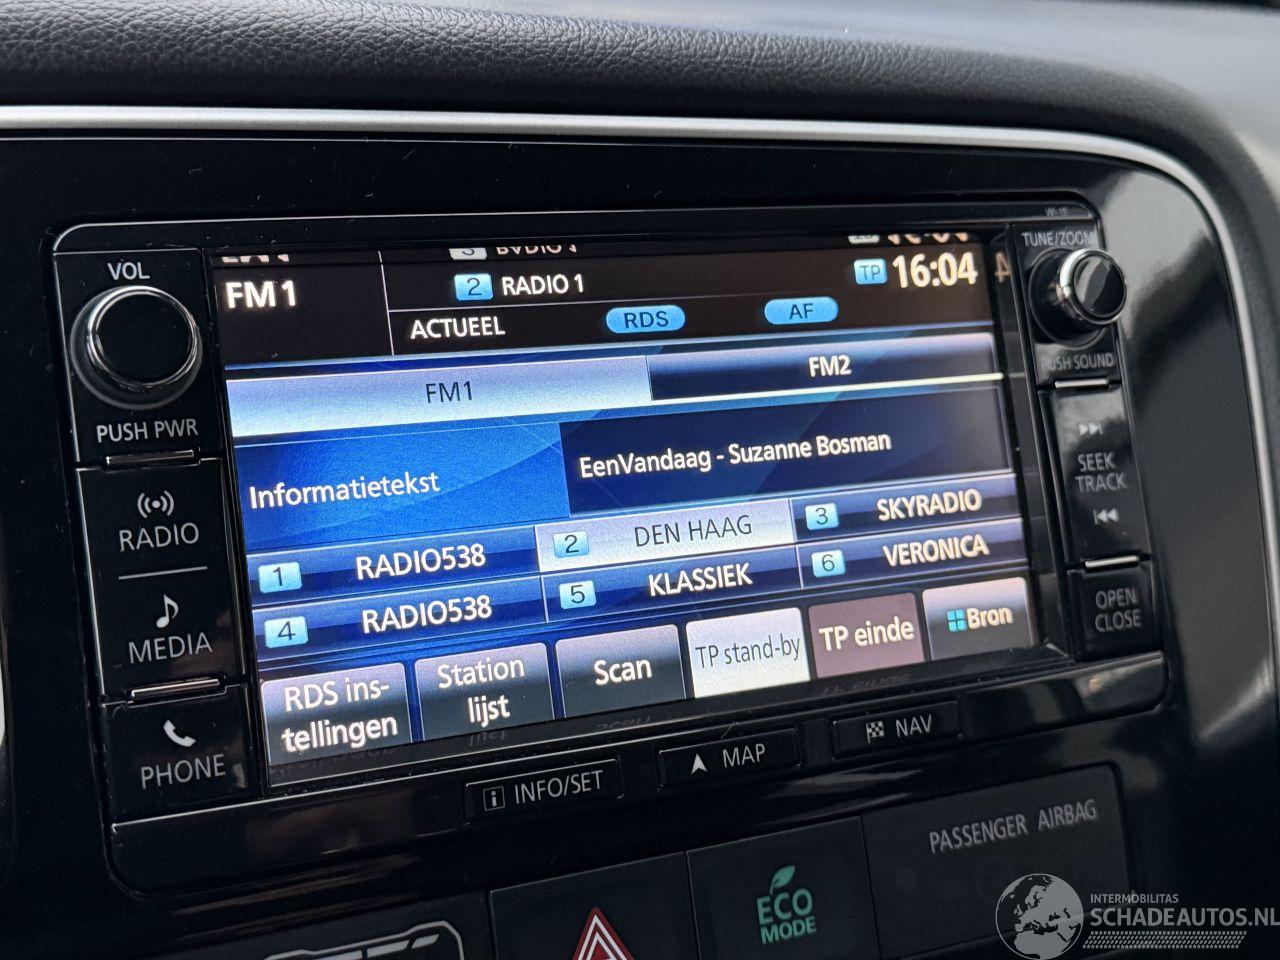 W-15
VOL
PUSH PWR
RADIO
MEDIA
PHONE
FM1
2 RADIO 1
TP 16:04
ACTUEEL RDS AF
FM1 FM2
Informatietekst EenVandaag - Suzanne Bosman
1 RADIO538 2 DEN HAAG 3 SKYRADIO
4 RADIO538 5 KLASSIEK 6 VERONICA
RDS ins-
tellingen
Station
lijst
Scan
TP stand-by
TP einde
Bron
TUNE/ZOOM
PUSH SOUND
SEEK
TRACK
OPEN
CLOSE
i INFO/SET
MAP
NAV
PASSENGER AIRBAG
ECO
MODE
INTERMOBILITAS
SCHADEAUTOS.NL